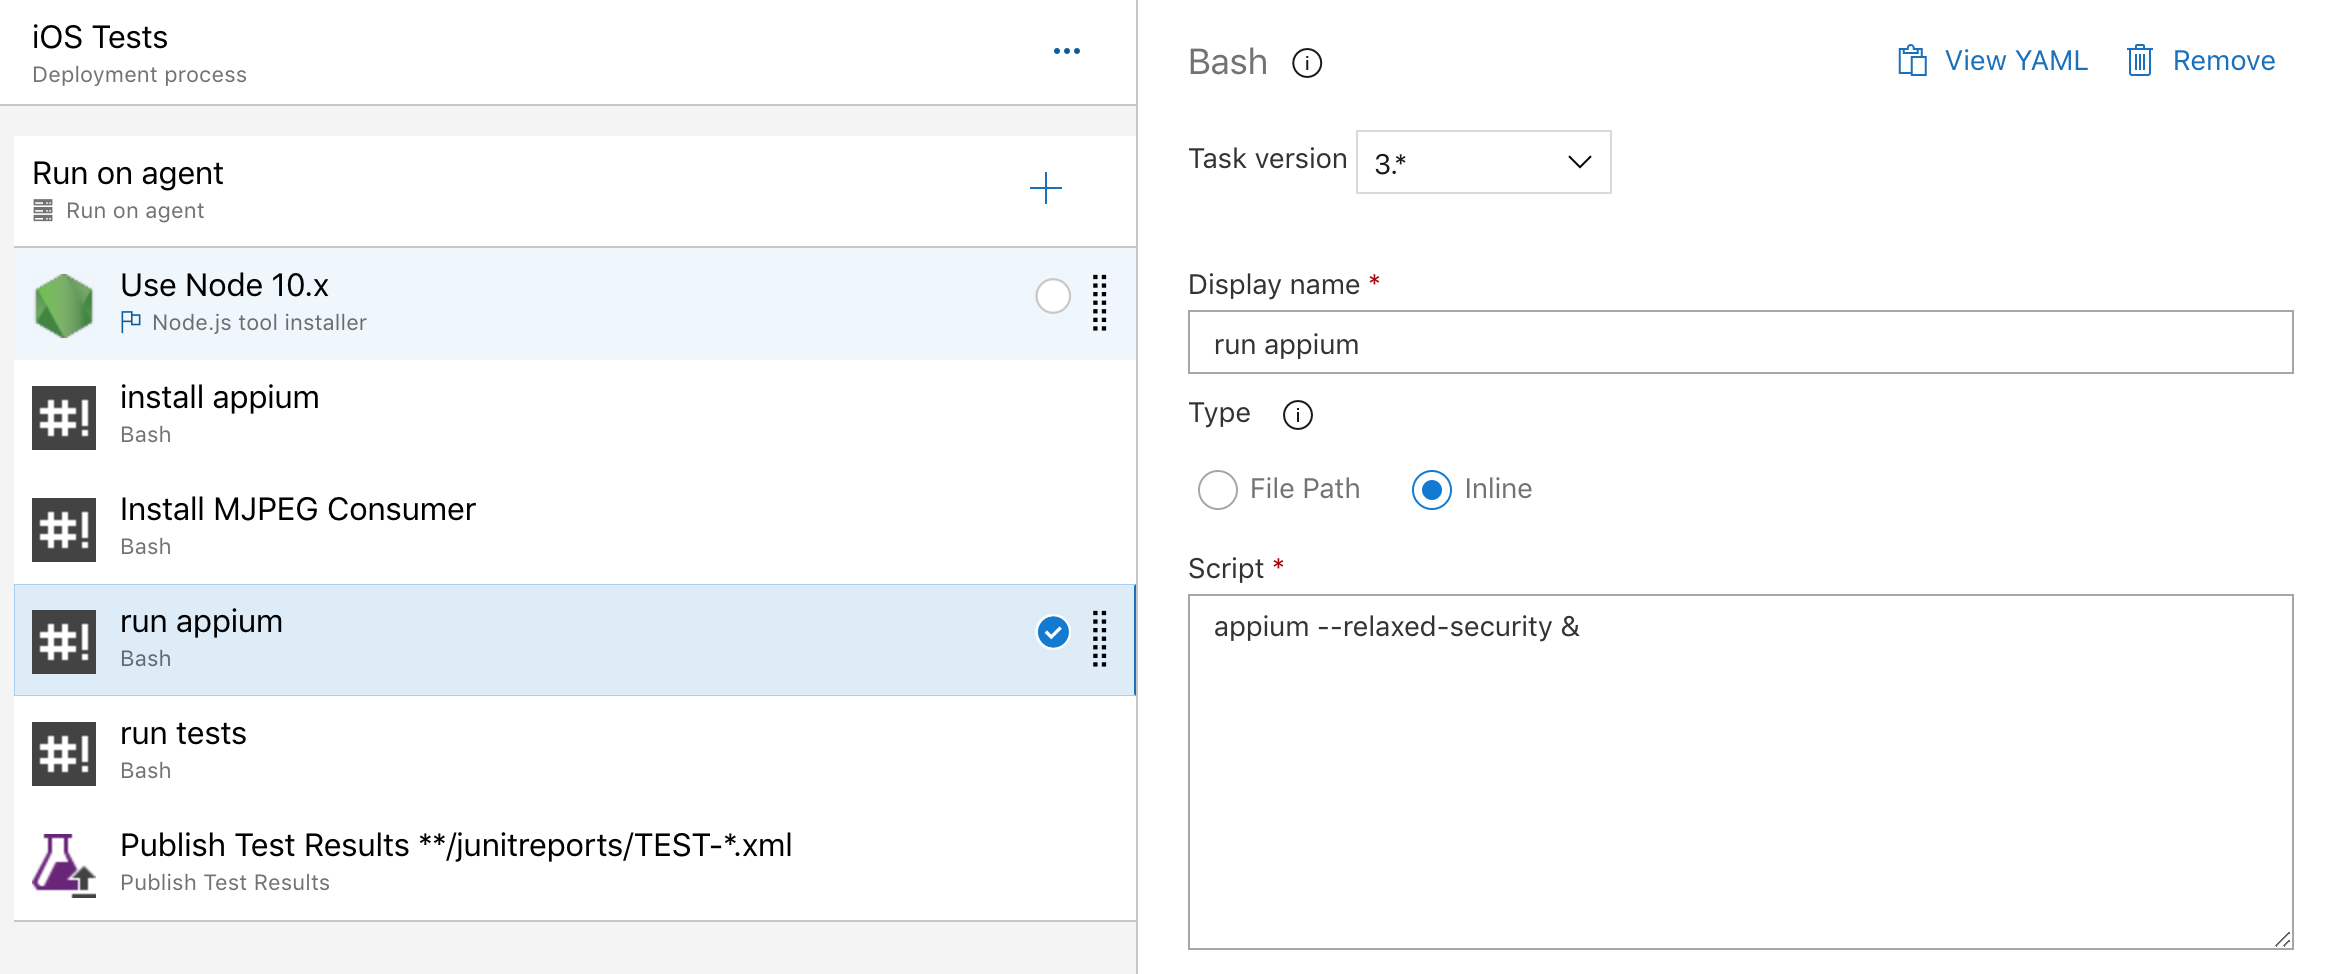 iOS Tests
Deployment process
Run on agent
Run on agent
Use Node 10.x
Node.js tool installer
install appium
Bash
Install MJPEG Consumer
Bash
run appium
Bash
run tests
Bash
Publish Test Results **/junitreports/TEST-*.xml
Publish Test Results
Bash
View YAML
Remove
Task version 3.*
Display name *
run appium
Type
File Path
Inline
Script *
appium --relaxed-security &